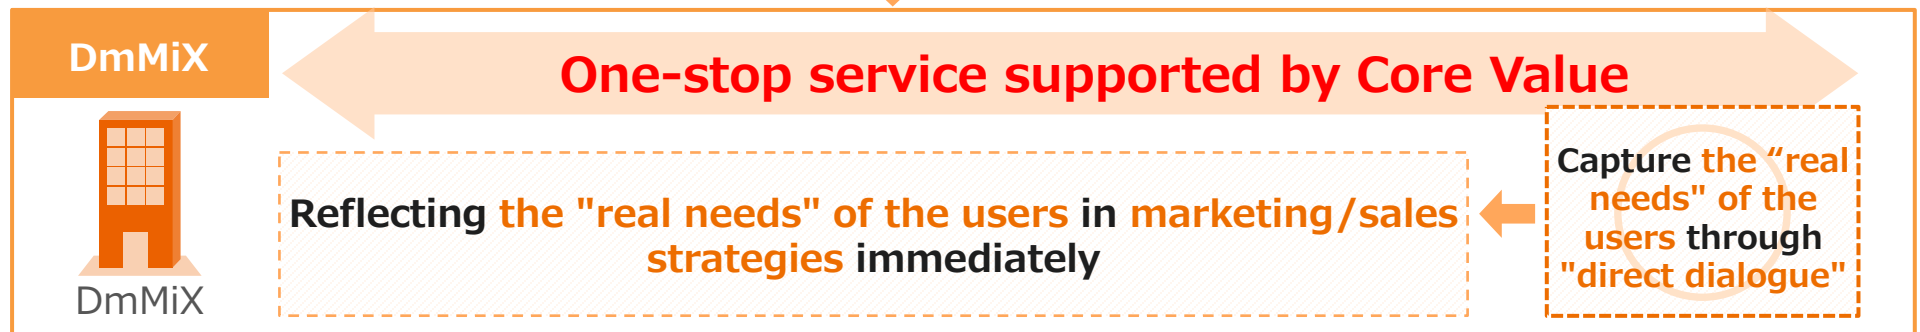 DmMiX
One-stop service supported by Core Value
DmMiX
Reflecting the "real needs" of the users in marketing/sales
strategies immediately
Capture the “real
needs" of the
users through
"direct dialogue"